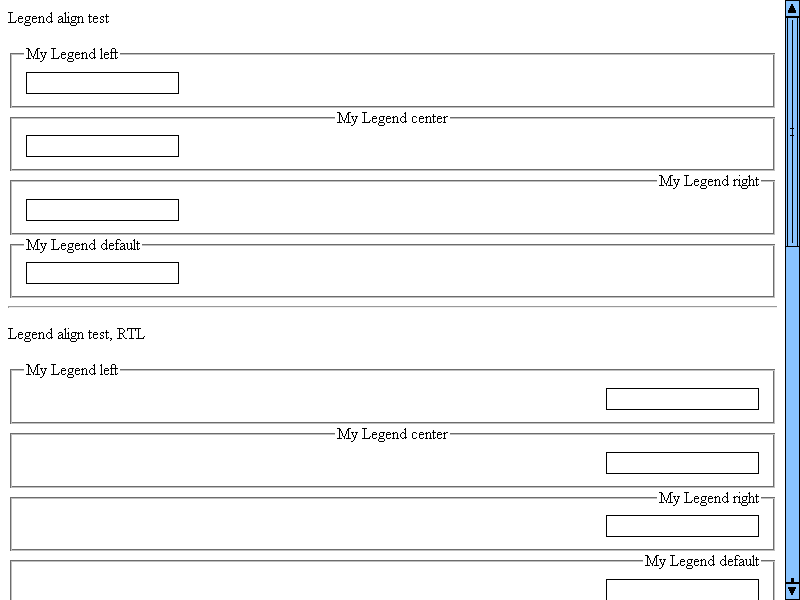 Legend align test
My Legend left
My Legend center
My Legend right
My Legend default
Legend align test, RTL
My Legend left
My Legend center
My Legend right
My Legend default